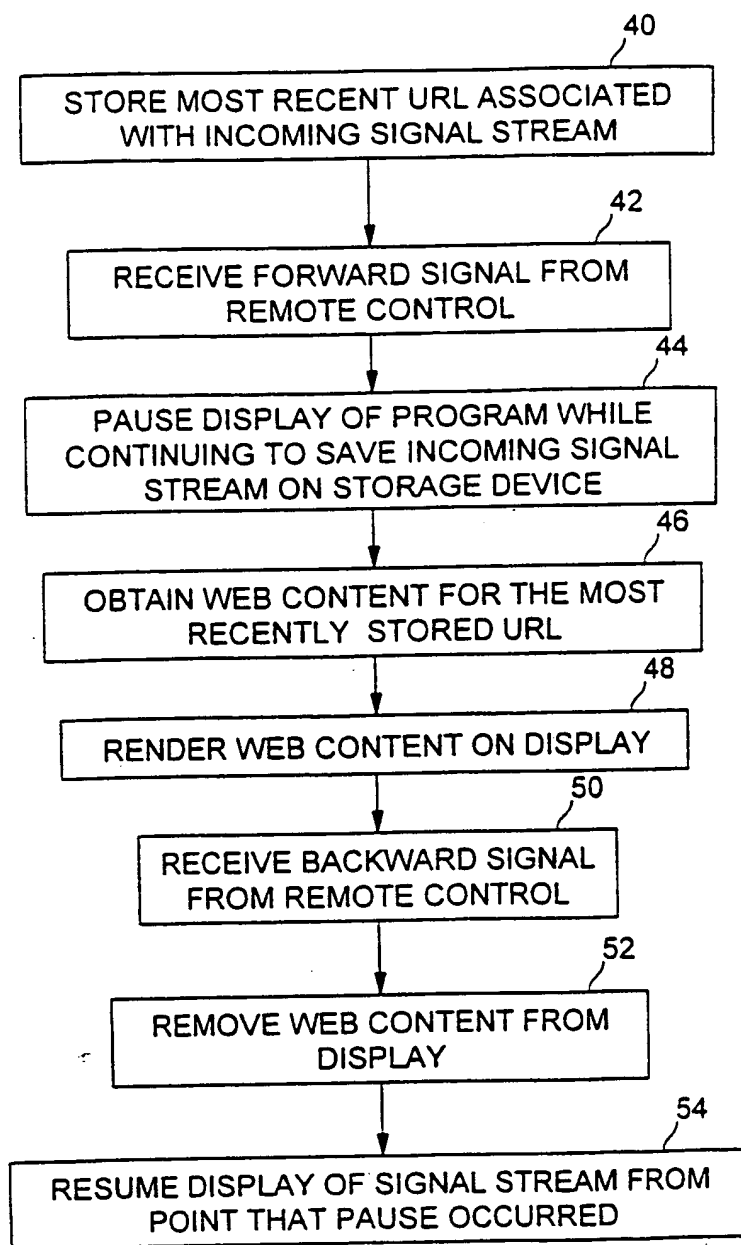 40
STORE MOST RECENT URL ASSOCIATED
WITH INCOMING SIGNAL STREAM
42
RECEIVE FORWARD SIGNAL FROM
REMOTE CONTROL
44
PAUSE DISPLAY OF PROGRAM WHILE
CONTINUING TO SAVE INCOMING SIGNAL
STREAM ON STORAGE DEVICE
46
OBTAIN WEB CONTENT FOR THE MOST
RECENTLY STORED URL
48
RENDER WEB CONTENT ON DISPLAY
50
RECEIVE BACKWARD SIGNAL
FROM REMOTE CONTROL
52
REMOVE WEB CONTENT FROM
DISPLAY
54
RESUME DISPLAY OF SIGNAL STREAM FROM
POINT THAT PAUSE OCCURRED